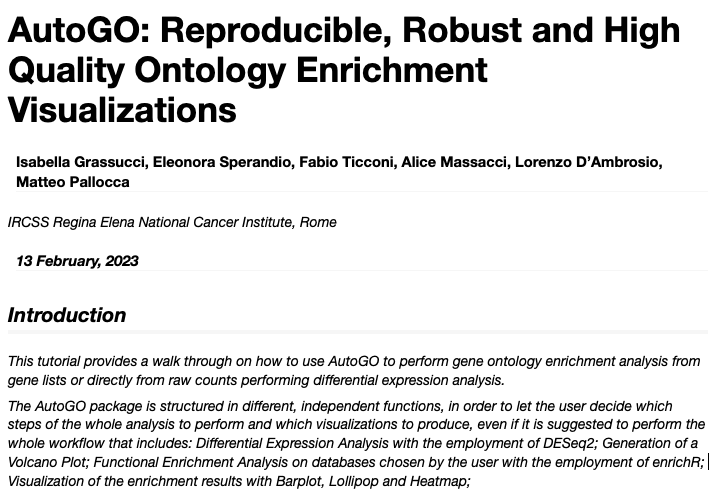 AutoGO: Reproducible, Robust and High
Quality Ontology Enrichment
Visualizations
Isabella Grassucci, Eleonora Sperandio, Fabio Ticconi, Alice Massacci, Lorenzo D'Ambrosio,
Matteo Pallocca
IRCSS Regina Elena National Cancer Institute, Rome
13 February, 2023
Introduction
This tutorial provides a walk through on how to use AutoGO to perform gene ontology enrichment analysis from
gene lists or directly from raw counts performing differential expression analysis.
The AutoGO package is structured in different, independent functions, in order to let the user decide which
steps of the whole analysis to perform and which visualizations to produce, even if it is suggested to perform the
whole workflow that includes: Differential Expression Analysis with the employment of DESeq2; Generation of a
Volcano Plot; Functional Enrichment Analysis on databases chosen by the user with the employment of enrichR;
Visualization of the enrichment results with Barplot, Lollipop and Heatmap;